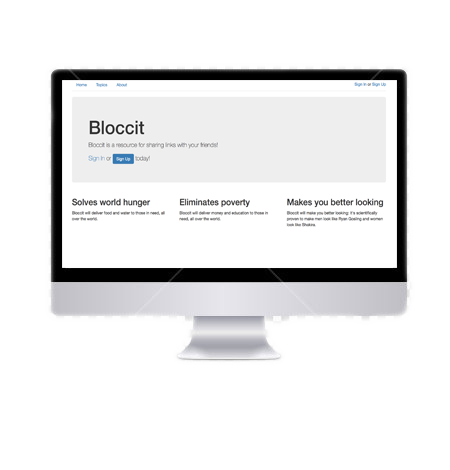 Home Topics About Sign In or Sign Up
Bloccit
Bloccit is a resource for sharing links with your friends!
Sign In or Sign Up today!
Solves world hunger
Bloccit will deliver food and water to those in need, all
over the world.
Eliminates poverty
Bloccit will deliver money and education to those in
need, all over the world.
Makes you better looking
Bloccit will make you better looking. It's scientifically
proven to make men look like Ryan Gosling and women
look like Shakira.